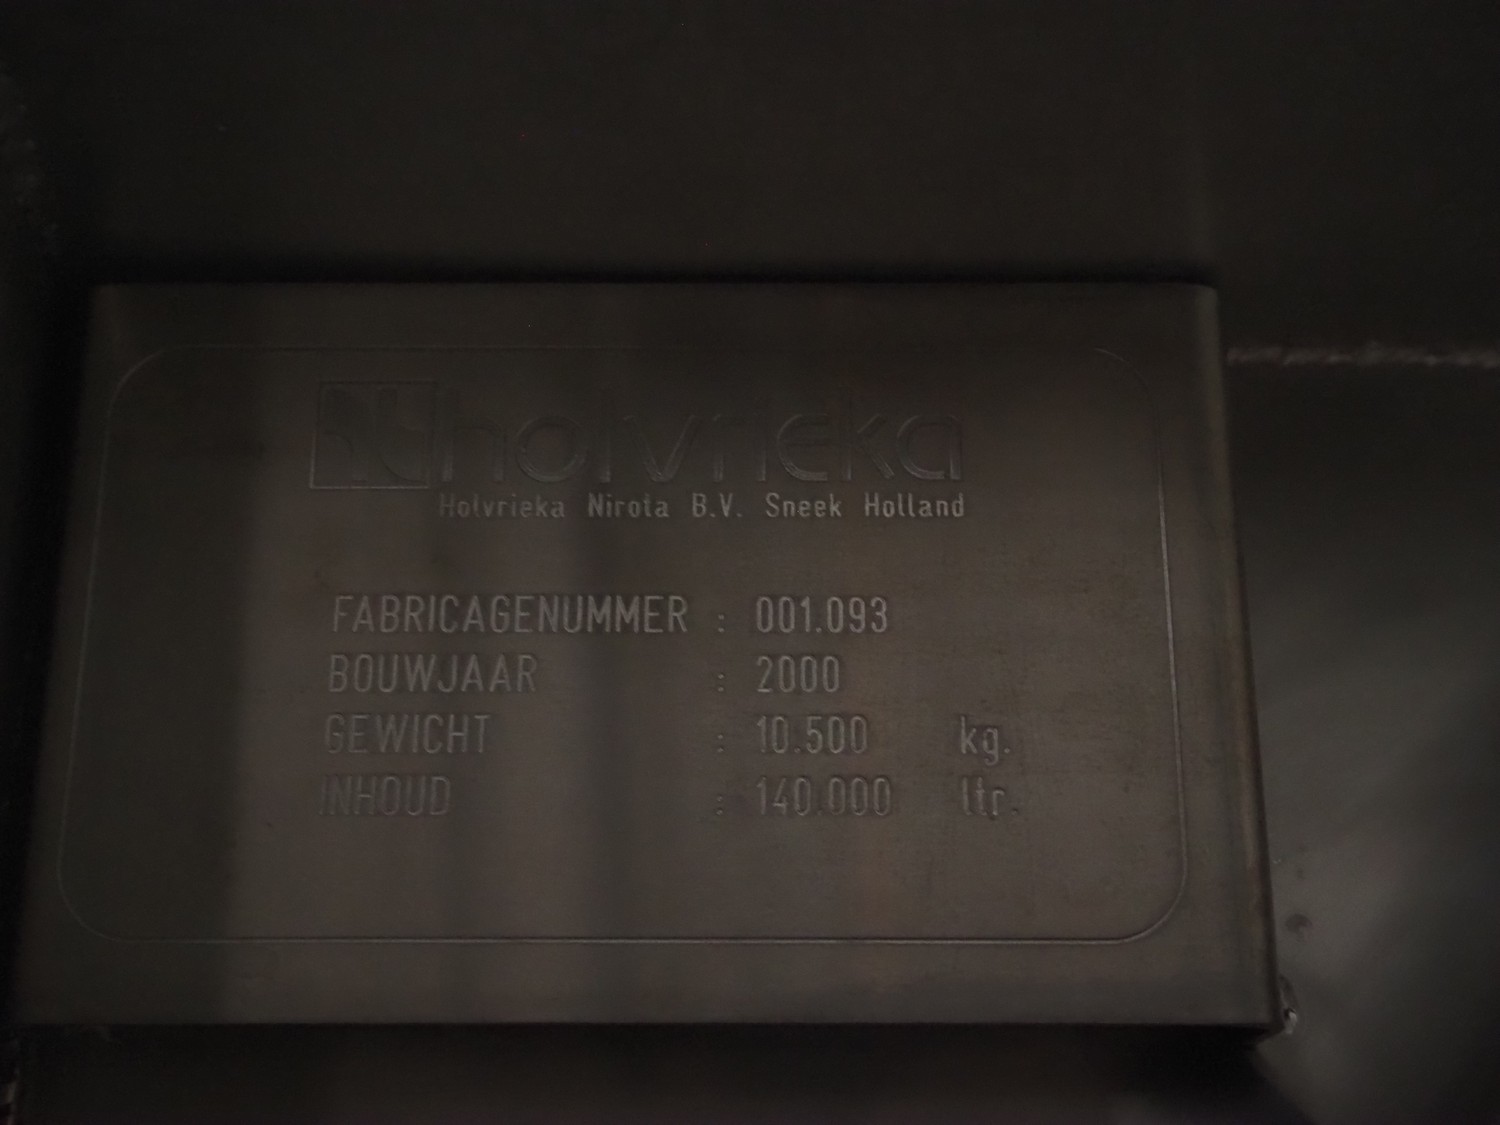 holvrieka
Holvrieka Nirota B.V. Sneek Holland
FABRICAGENUMMER : 001.093
BOUWJAAR : 2000
GEWICHT : 10.500 kg.
INHOUD : 140.000 ltr.